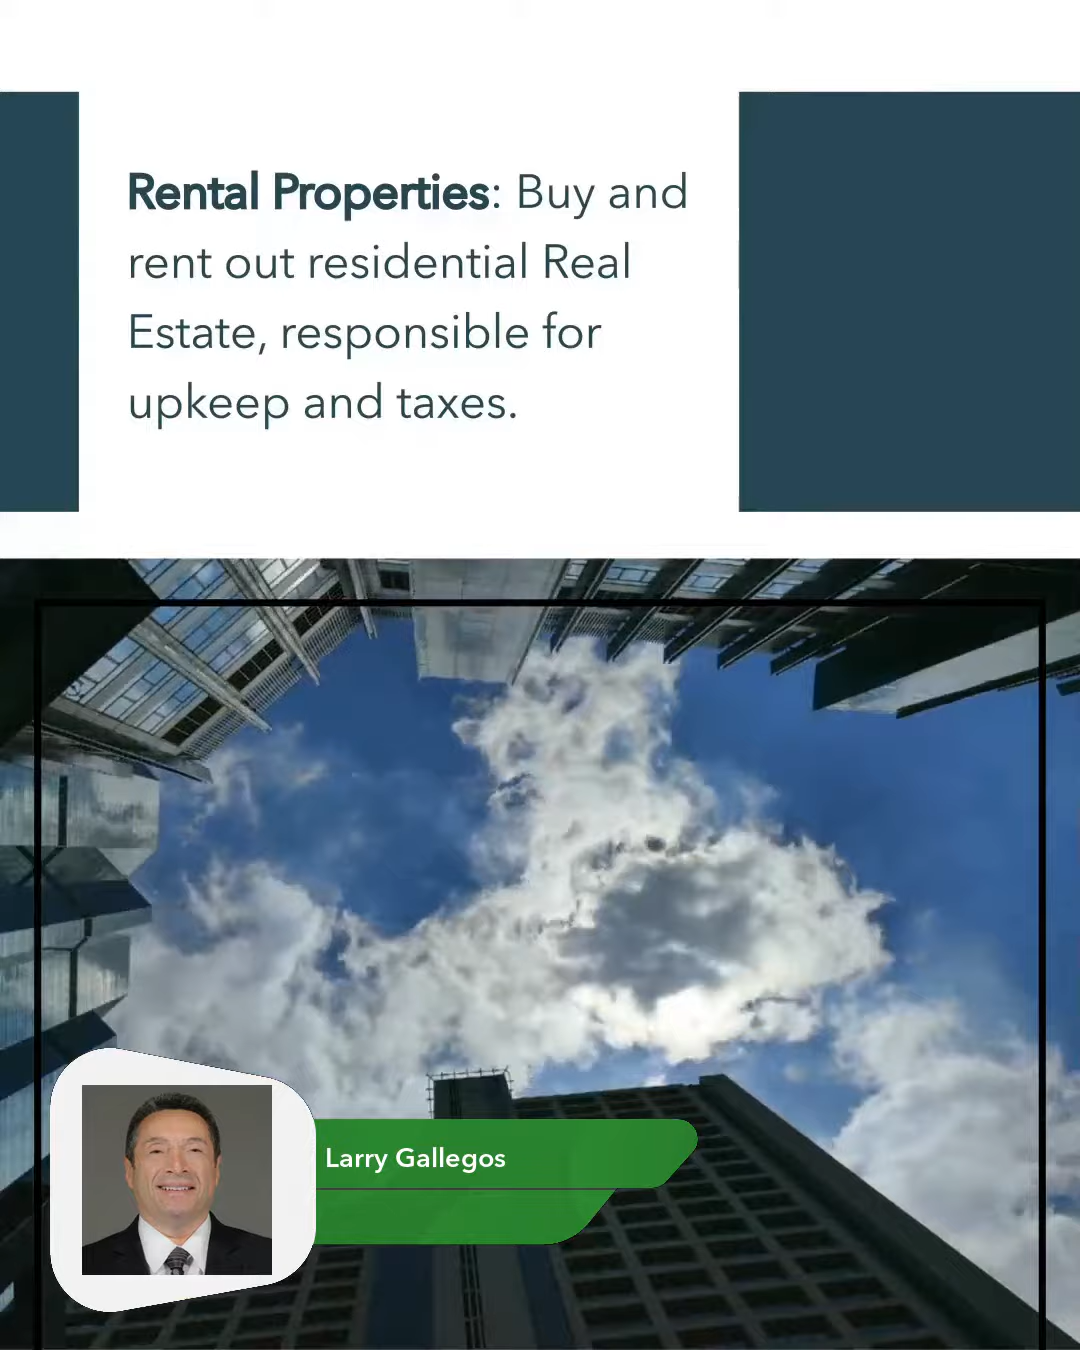 Rental Properties: Buy and
rent out residential Real
Estate, responsible for
upkeep and taxes.
Larry Gallegos